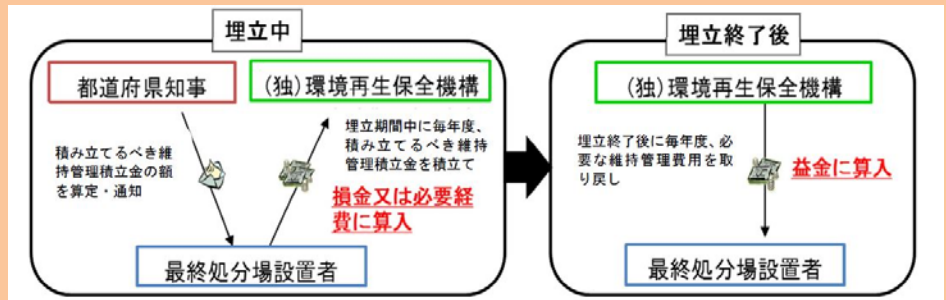 埋立中
都道府県知事
(独)環境再生保全機構
積み立てるべき維
持管理積立金の額
を算定・通知
埋立期間中に毎年度、
積み立てるべき維持
管理積立金を積立て
損金又は必要経
費に算入
最終処分場設置者
埋立終了後
(独)環境再生保全機構
埋立終了後に毎年度、必
要な維持管理費用を取
り戻し
益金に算入
最終処分場設置者